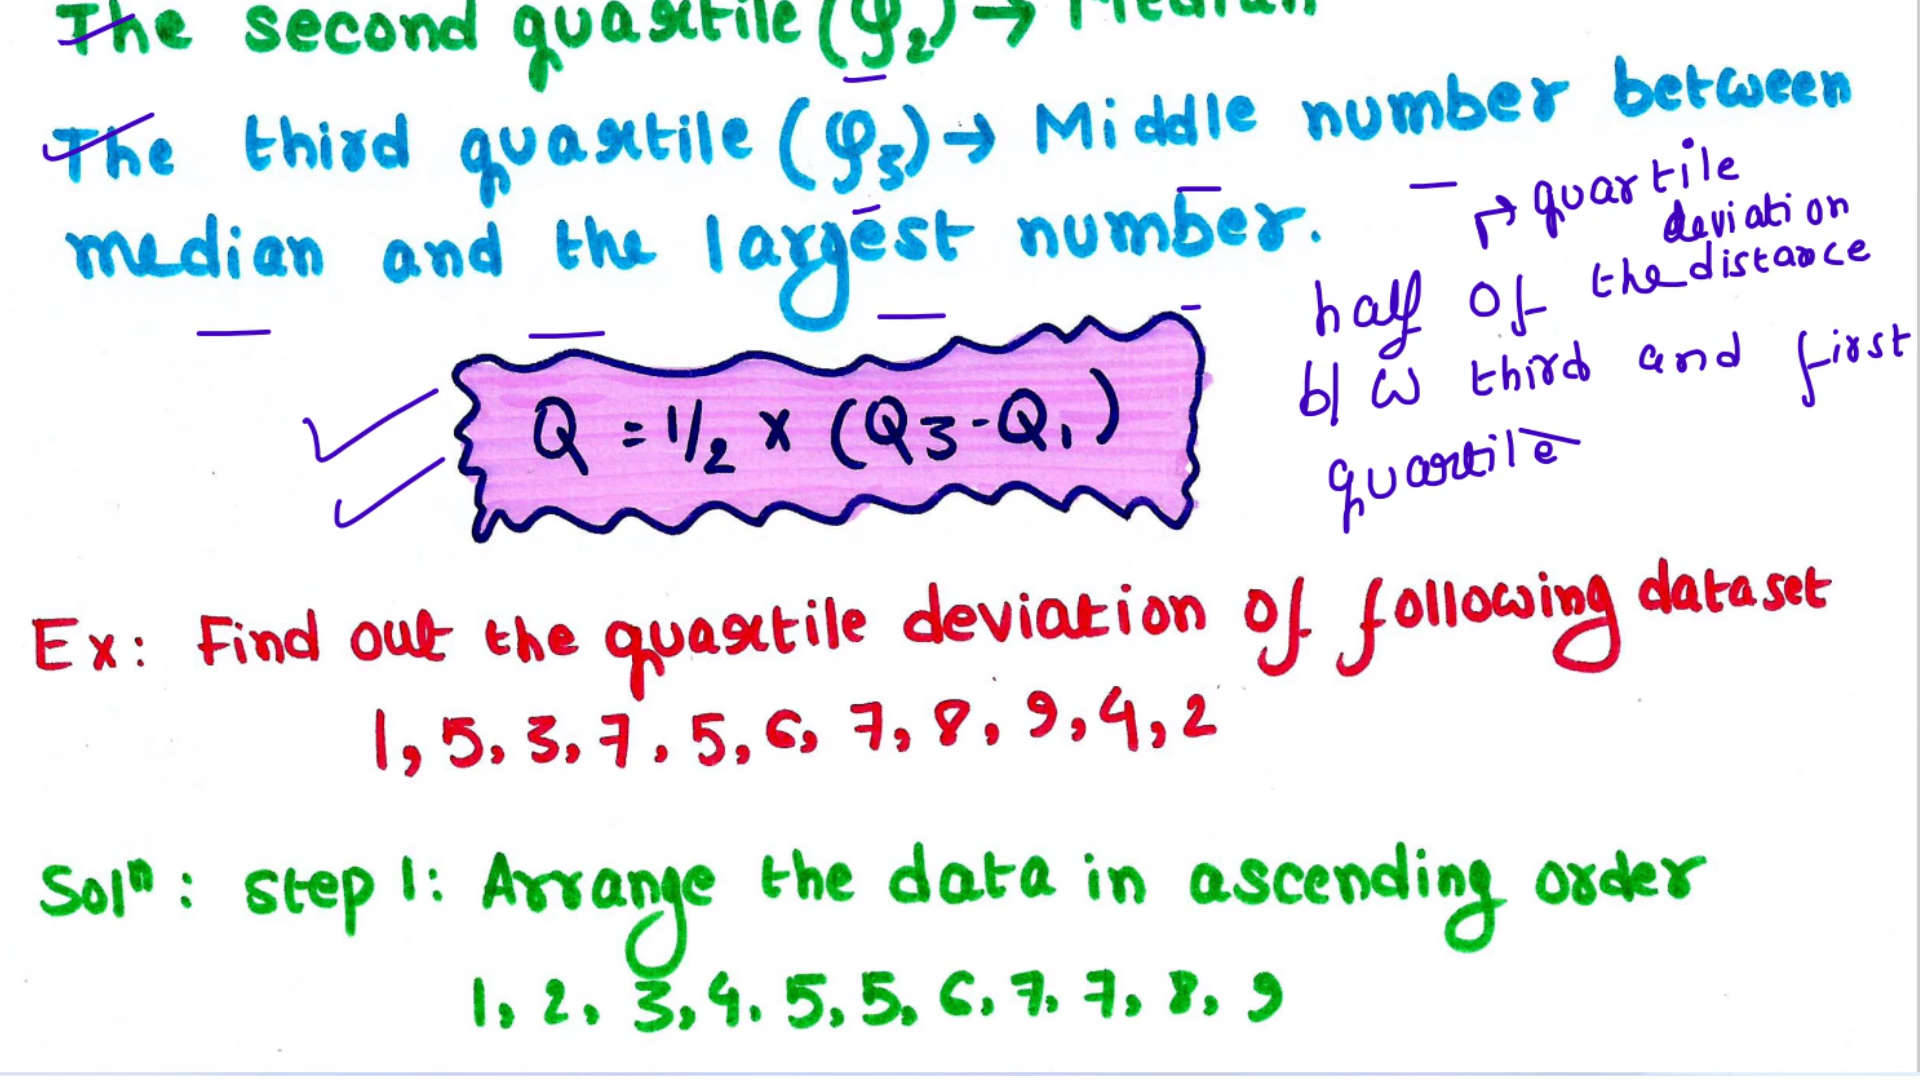 The second quartile (Q₂) → Median
The third quartile (Q₃) → Middle number between
median and the largest number.
→ quartile
deviation
half of the distance
b/w third and first
quartile
Q = 1/2 x (Q3-Q₁)
Ex: Find out the quartile deviation of following dataset
1, 5, 3, 7, 5, 6, 7, 8, 9, 4, 2
Solⁿ: step 1: Arrange the data in ascending order
1, 2, 3, 4, 5, 5, 6, 7, 7, 8, 9